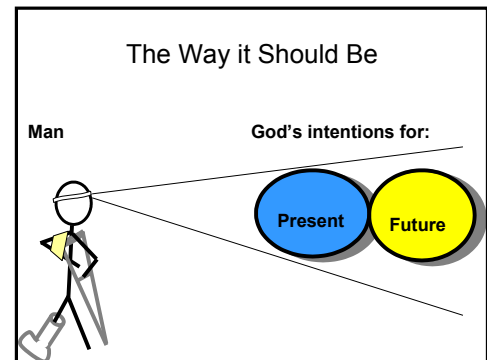 The Way it Should Be
Man God's intentions for:
Present Future